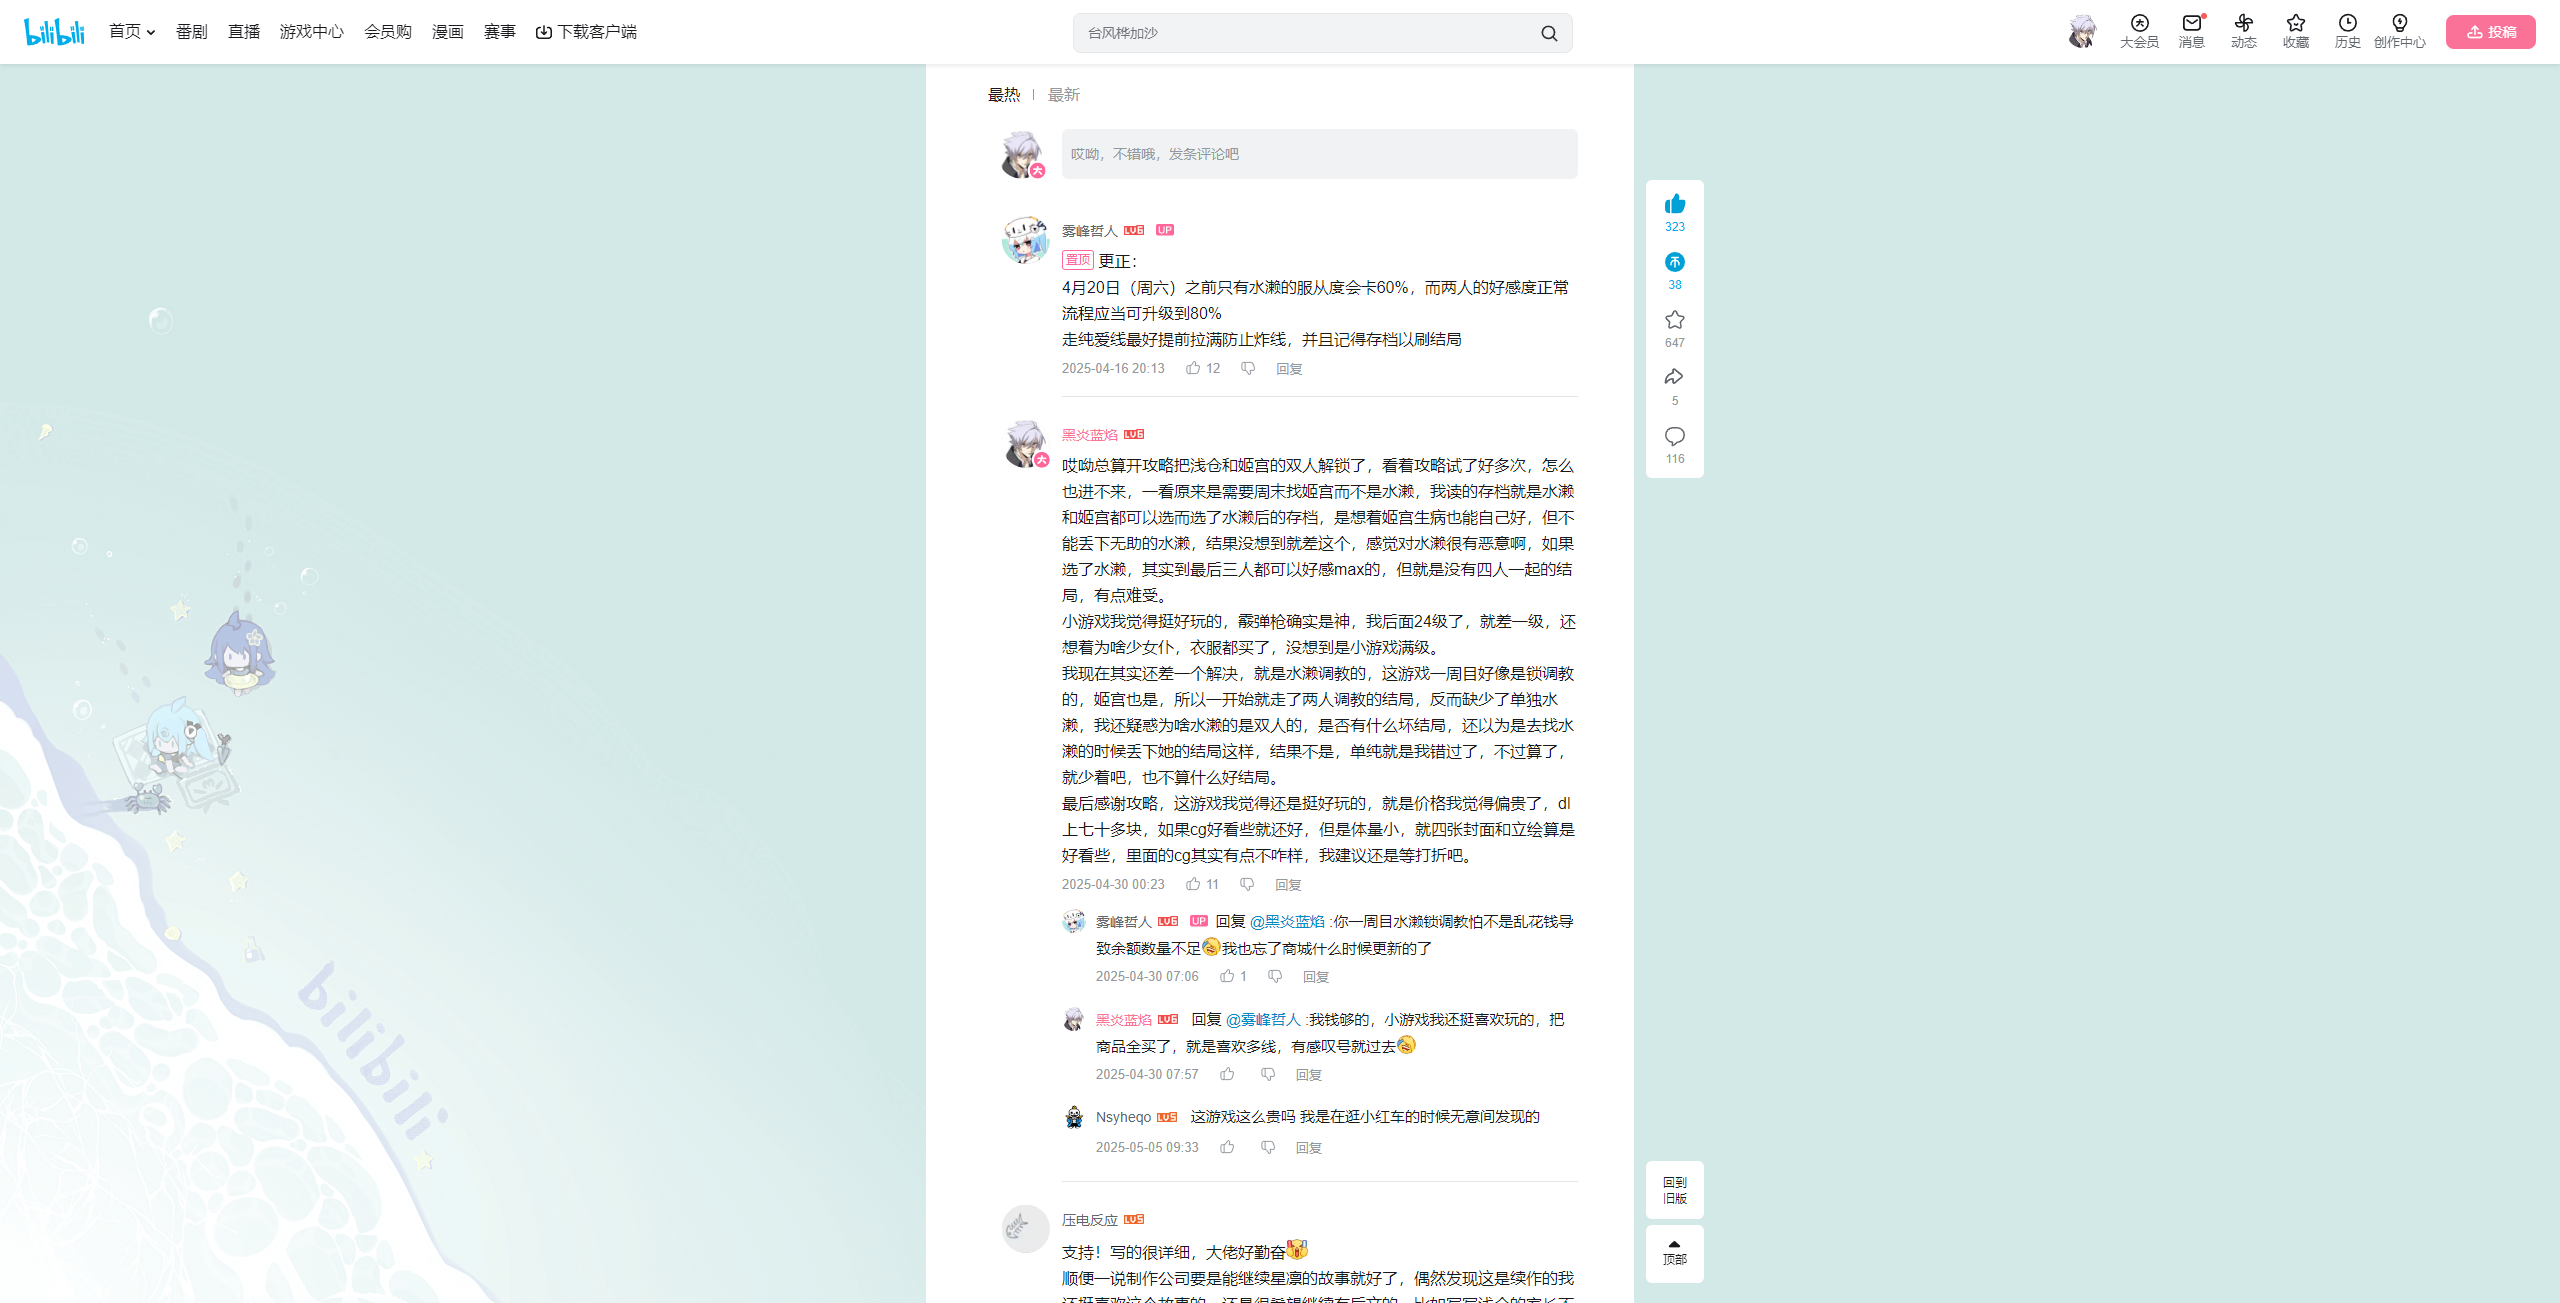 bilibili
首页
番剧
直播
游戏中心
会员购
漫画
赛事
下载客户端
台风桦加沙
大会员
消息
动态
收藏
历史
创作中心
投稿
最热
最新
哎呦，不错哦，发条评论吧
雾峰哲人 LV6 UP
置顶 更正：
4月20日（周六）之前只有水濑的服从度会卡60%，而两人的好感度正常
流程应当可升级到80%
走纯爱线最好提前拉满防止炸线，并且记得存档以刷结局
2025-04-16 20:13 12 回复
黑炎蓝焰 LV6
哎呦总算开攻略把浅仓和姬宫的双人解锁了，看着攻略试了好多次，怎么
也进不来，一看原来是需要周末找姬宫而不是水濑，我读的存档就是水濑
和姬宫都可以选而选了水濑后的存档，是想着姬宫生病也能自己好，但不
能丢下无助的水濑，结果没想到就差这个，感觉对水濑很有恶意啊，如果
选了水濑，其实到最后三人都可以好感max的，但就是没有四人一起的结
局，有点难受。
小游戏我觉得挺好玩的，霰弹枪确实是神，我后面24级了，就差一级，还
想着为啥少女仆，衣服都买了，没想到是小游戏满级。
我现在其实还差一个解决，就是水濑调教的，这游戏一周目好像是锁调教
的，姬宫也是，所以一开始就走了两人调教的结局，反而缺少了单独水
濑，我还疑惑为啥水濑的是双人的，是否有什么坏结局，还以为是去找水
濑的时候丢下她的结局这样，结果不是，单纯就是我错过了，不过算了，
就少着吧，也不算什么好结局。
最后感谢攻略，这游戏我觉得还是挺好玩的，就是价格我觉得偏贵了，dl
上七十多块，如果cg好看些就还好，但是体量小，就四张封面和立绘算是
好看些，里面的cg其实有点不咋样，我建议还是等打折吧。
2025-04-30 00:23 11 回复
雾峰哲人 LV6 UP 回复 @黑炎蓝焰 :你一周目水濑锁调教怕不是乱花钱导
致余额数量不足我也忘了商城什么时候更新的了
2025-04-30 07:06 1 回复
黑炎蓝焰 LV6 回复 @雾峰哲人 :我钱够的，小游戏我还挺喜欢玩的，把
商品全买了，就是喜欢多线，有感叹号就过去
2025-04-30 07:57 回复
Nsyheqo LV5 这游戏这么贵吗 我是在逛小红车的时候无意间发现的
2025-05-05 09:33 回复
压电反应 LV5
支持！写的很详细，大佬好勤奋
顺便一说制作公司要是能继续星凛的故事就好了，偶然发现这是续作的我
323
38
647
5
116
回到
旧版
顶部
bilibili